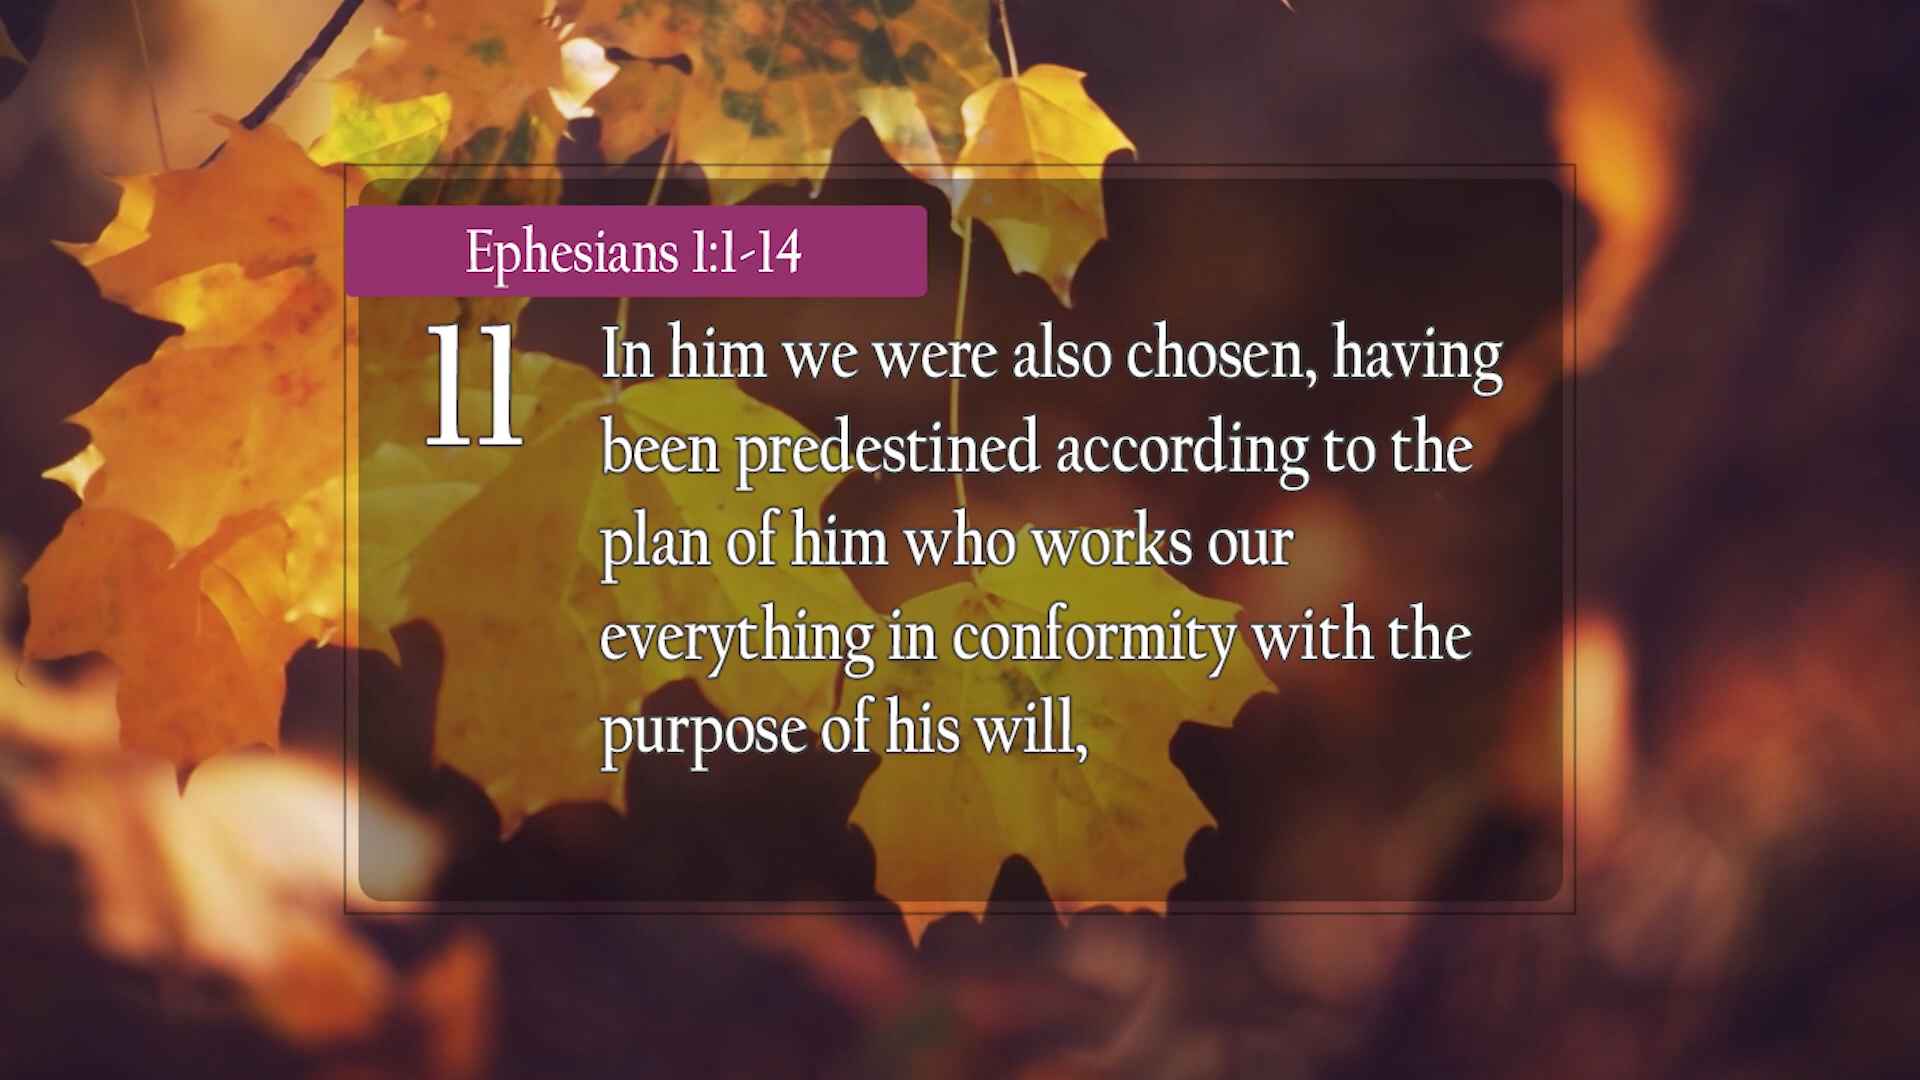 Ephesians 1:1-14
11
In him we were also chosen, having
been predestined according to the
plan of him who works our
everything in conformity with the
purpose of his will,